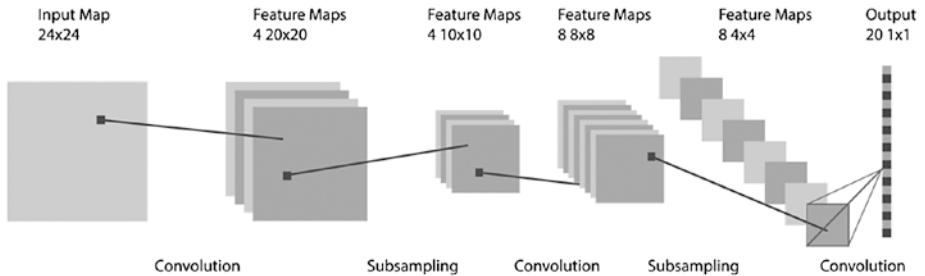 Input Map
24x24
Feature Maps
4 20x20
Feature Maps
4 10x10
Feature Maps
8 8x8
Feature Maps
8 4x4
Output
20 1x1
Convolution
Subsampling
Convolution
Subsampling
Convolution